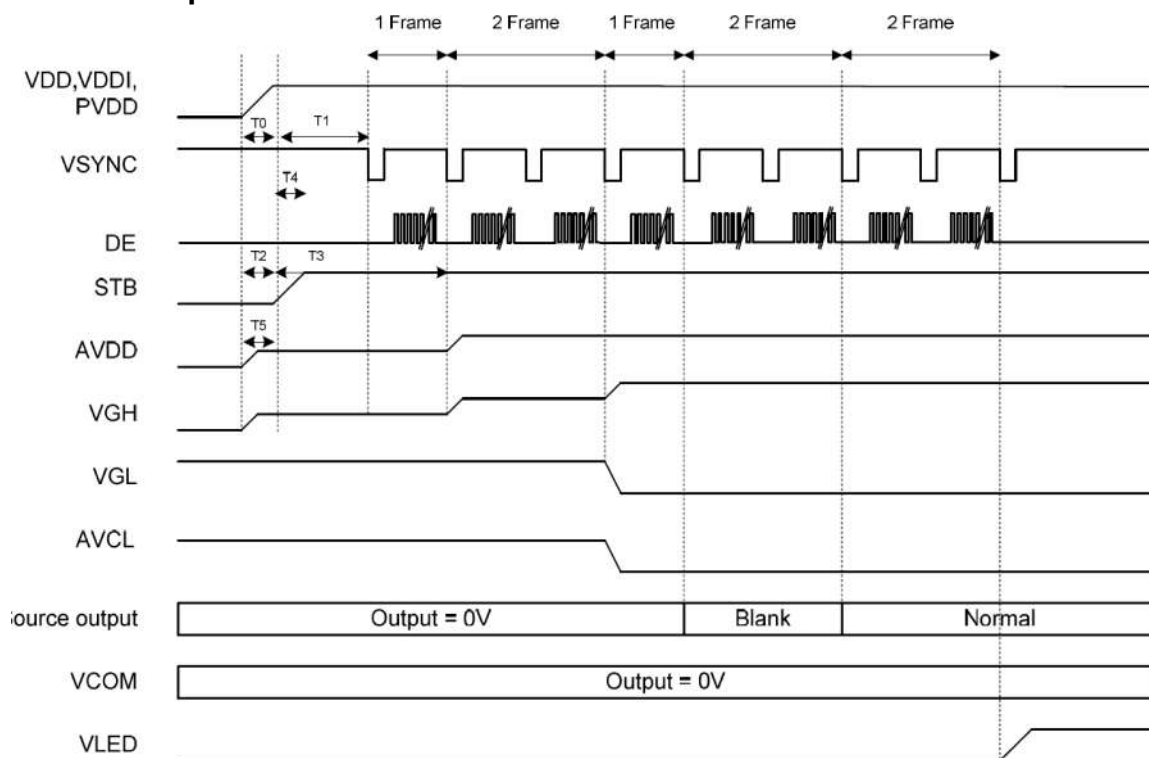 1 Frame 2 Frame 1 Frame 2 Frame 2 Frame
VDD,VDDI,
PVDD
T0 T1
VSYNC
T4
DE
T2 T3
STB
T5
AVDD
VGH
VGL
AVCL
ource output Output = 0V Blank Normal
VCOM Output = 0V
VLED